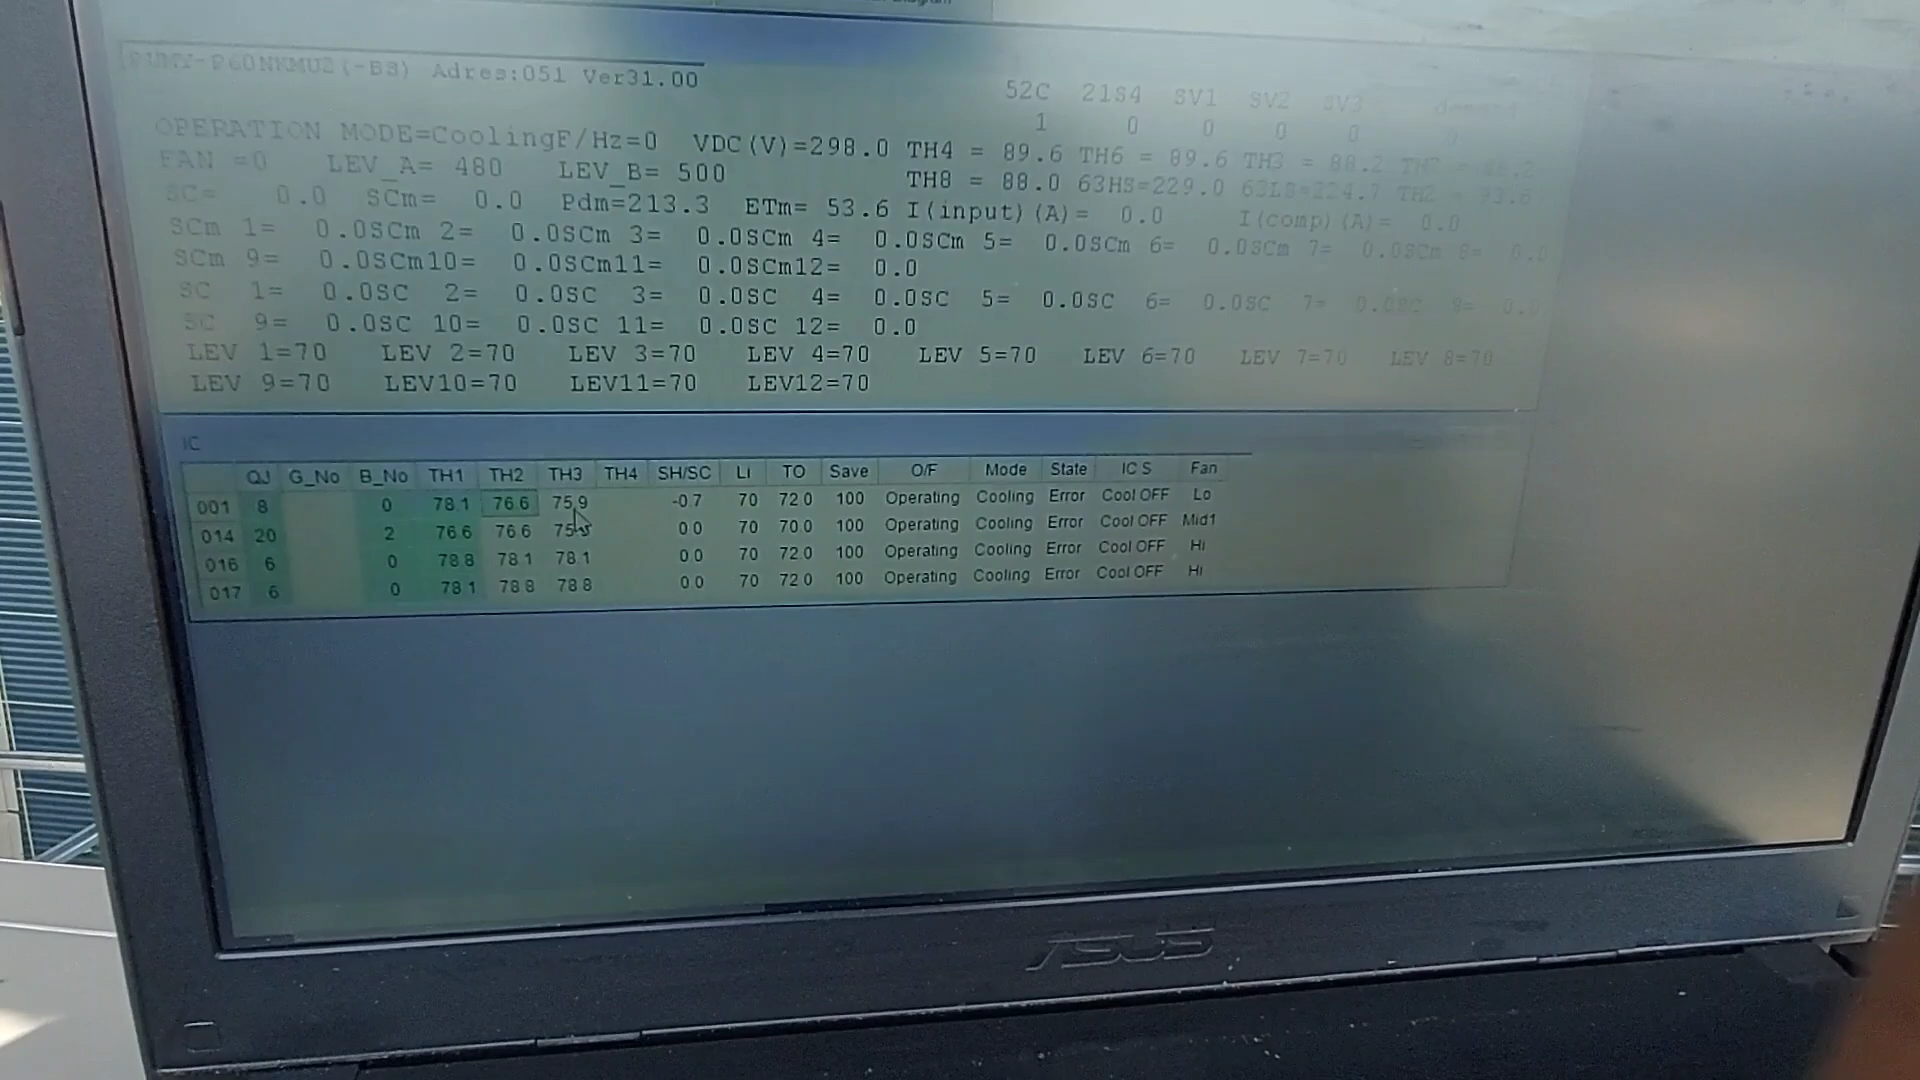 PUMY-P60NKMU2(-BS) Adres:051 Ver31.00
52C 21S4 SV1 SV2 SV3
1 0 0 0 0
OPERATION MODE=CoolingF/Hz=0 VDC(V)=298.0 TH4 = 89.6 TH6 = 89.6 TH3 = 88.2
FAN =0 LEV_A= 480 LEV_B= 500 TH8 = 88.0 63HS=229.0 63LS=224.7 TH2 = 93.6
SC= 0.0 SCm= 0.0 Pdm=213.3 ETm= 53.6 I(input)(A)= 0.0 I(comp)(A)= 0.0
SCm 1= 0.0SCm 2= 0.0SCm 3= 0.0SCm 4= 0.0SCm 5= 0.0SCm 6= 0.0SCm 7= 0.0SCm 8= 0.0
SCm 9= 0.0SCm10= 0.0SCm11= 0.0SCm12= 0.0
SC 1= 0.0SC 2= 0.0SC 3= 0.0SC 4= 0.0SC 5= 0.0SC 6= 0.0SC 7= 0.0SC 8= 0.0
SC 9= 0.0SC 10= 0.0SC 11= 0.0SC 12= 0.0
LEV 1=70 LEV 2=70 LEV 3=70 LEV 4=70 LEV 5=70 LEV 6=70 LEV 7=70 LEV 8=70
LEV 9=70 LEV10=70 LEV11=70 LEV12=70
IC
QJ G_No B_No TH1 TH2 TH3 TH4 SH/SC Li TO Save O/F Mode State IC S Fan
001 8 0 78.1 76.6 75.9 -0.7 70 72.0 100 Operating Cooling Error Cool OFF Lo
014 20 2 76.6 76.6 0.0 70 70.0 100 Operating Cooling Error Cool OFF Mid1
016 6 0 78.8 78.1 78.1 0.0 70 72.0 100 Operating Cooling Error Cool OFF Hi
017 6 0 78.1 78.8 78.8 0.0 70 72.0 100 Operating Cooling Error Cool OFF Hi
ASUS